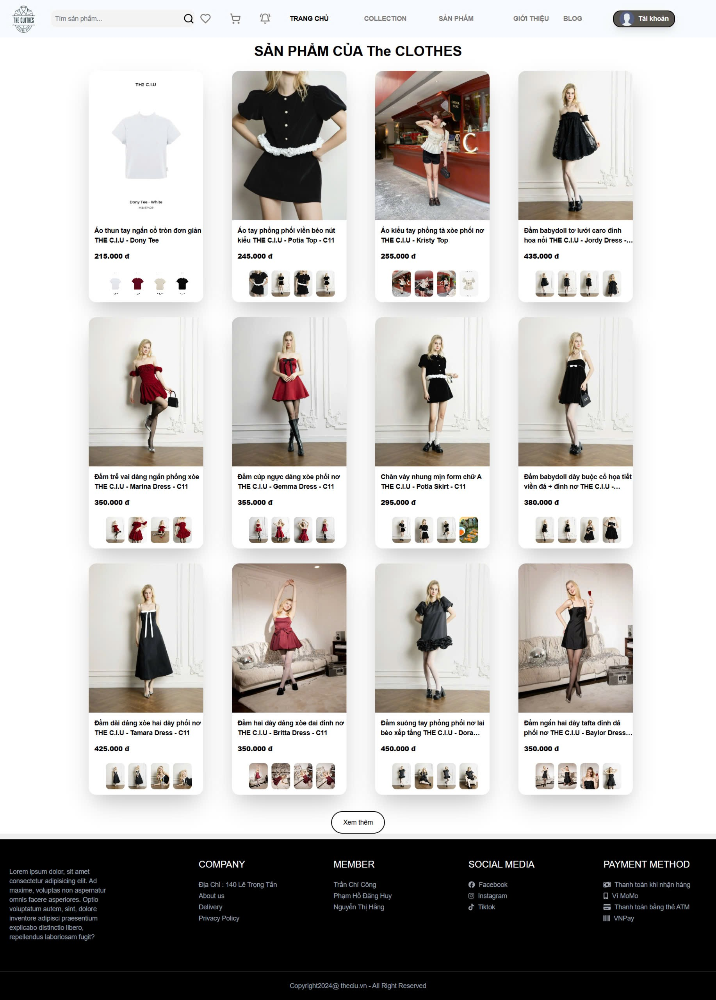 THE CLOTHES
Tìm sản phẩm...
TRANG CHỦ
COLLECTION
SẢN PHẨM
GIỚI THIỆU
BLOG
Tài khoản
SẢN PHẨM CỦA The CLOTHES
THE C.I.U
Dony Tee - White
Mã: 67409
ORDER
HERE
C
Áo thun tay ngắn cổ tròn đơn giản
THE C.I.U - Dony Tee
215.000 đ
Áo tay phồng phối viền bèo nút
kiểu THE C.I.U - Potia Top - C11
245.000 đ
Áo kiểu tay phồng tà xòe phối nơ
THE C.I.U - Kristy Top
255.000 đ
Đầm babydoll tơ lưới caro đính
hoa nổi THE C.I.U - Jordy Dress -...
435.000 đ
Đầm trễ vai dáng ngắn phồng xòe
THE C.I.U - Marina Dress - C11
350.000 đ
Đầm cúp ngực dáng xòe phối nơ
THE C.I.U - Gemma Dress - C11
355.000 đ
Chân váy nhung mịn form chữ A
THE C.I.U - Potia Skirt - C11
295.000 đ
Đầm babydoll dây buộc cổ họa tiết
viền đá + đính nơ THE C.I.U -...
380.000 đ
Đầm dài dáng xòe hai dây phối nơ
THE C.I.U - Tamara Dress - C11
425.000 đ
Đầm hai dây dáng xòe đai đính nơ
THE C.I.U - Britta Dress - C11
350.000 đ
Đầm suông tay phồng phối nơ lai
bèo xếp tầng THE C.I.U - Dora...
450.000 đ
Đầm ngắn hai dây tafta đính đá
phối nơ THE C.I.U - Baylor Dress...
350.000 đ
Xem thêm
Lorem ipsum dolor, sit amet
consectetur adipisicing elit. Ad
maxime, voluptas non aspernatur
omnis facere asperiores. Optio
voluptatum autem, sint, dolore
inventore adipisci praesentium
explicabo distinctio libero,
repellendus laboriosam fugit?
COMPANY
Địa Chỉ : 140 Lê Trọng Tấn
About us
Delivery
Privacy Policy
MEMBER
Trần Chí Công
Phạm Hồ Đăng Huy
Nguyễn Thị Hằng
SOCIAL MEDIA
Facebook
Instagram
Tiktok
PAYMENT METHOD
Thanh toán khi nhận hàng
Ví MoMo
Thanh toán bằng thẻ ATM
VNPay
Copyright2024@ theciu.vn - All Right Reserved